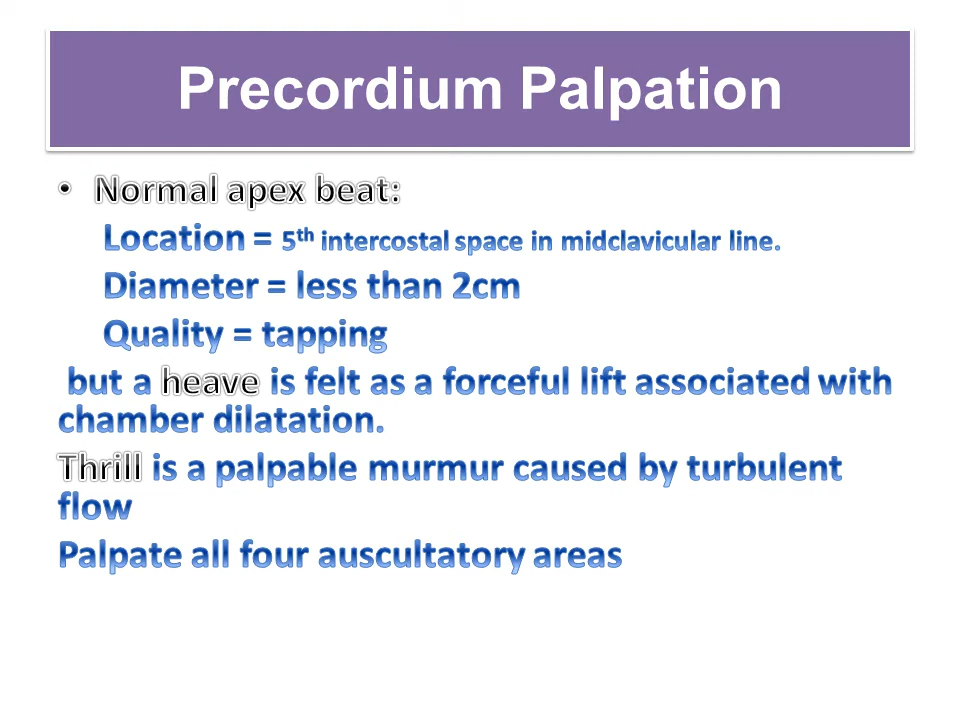 Precordium Palpation
• Normal apex beat:
Location = 5th intercostal space in midclavicular line.
Diameter = less than 2cm
Quality = tapping
but a heave is felt as a forceful lift associated with
chamber dilatation.
Thrill is a palpable murmur caused by turbulent
flow
Palpate all four auscultatory areas